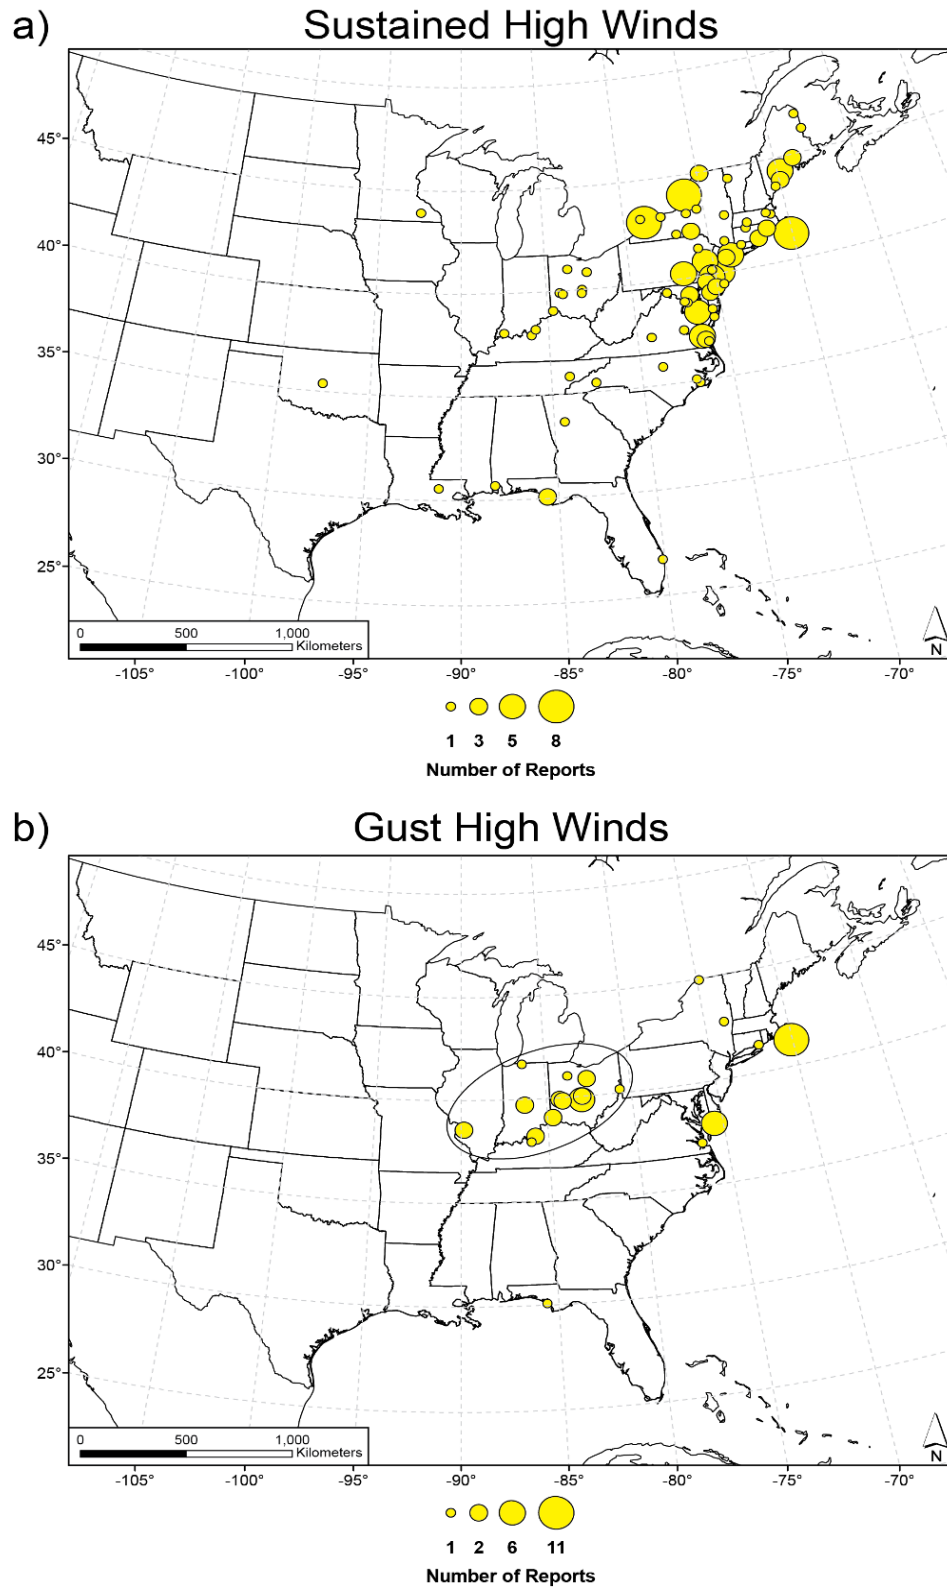 a) Sustained High Winds
45°
40°
35°
30°
25°
0 500 1,000
Kilometers
N
-105° -100° -95° -90° -85° -80° -75° -70°
1 3 5 8
Number of Reports
b) Gust High Winds
45°
40°
35°
30°
25°
0 500 1,000
Kilometers
N
-105° -100° -95° -90° -85° -80° -75° -70°
1 2 6 11
Number of Reports